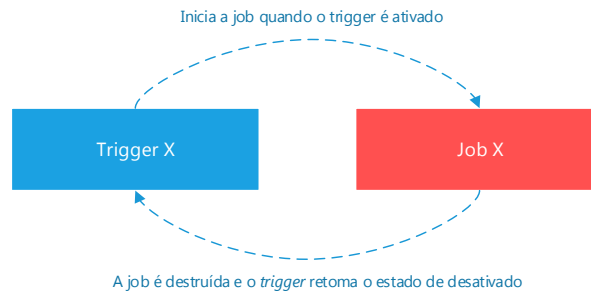 Inicia a job quando o trigger é ativado
Trigger X
Job X
A job é destruída e o trigger retoma o estado de desativado